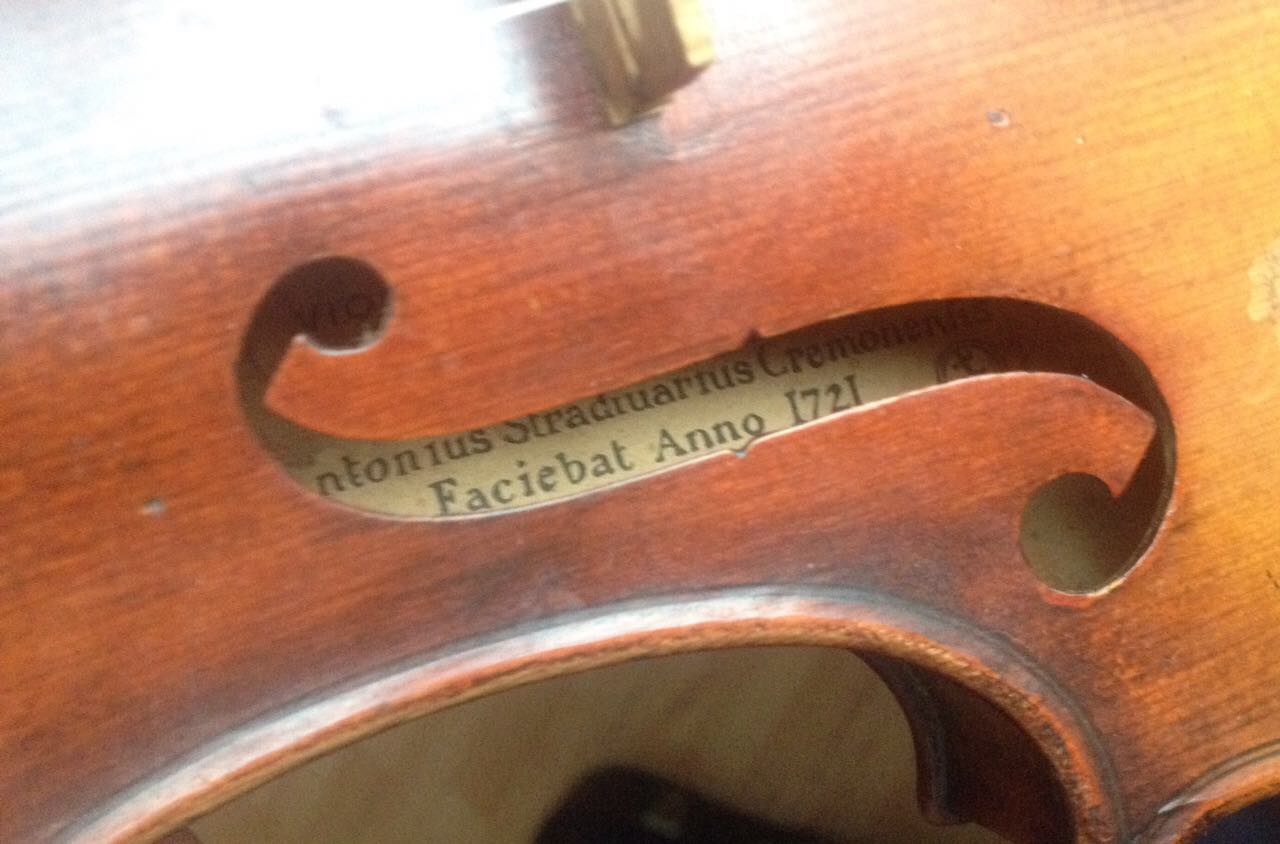 ntonius Stradiuarius Cremonensis
Faciebat Anno 1721